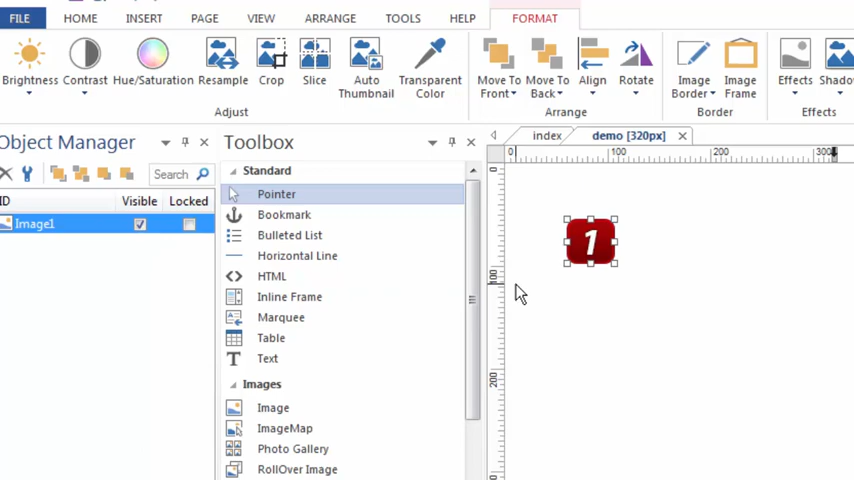 FILE HOME INSERT PAGE VIEW ARRANGE TOOLS HELP FORMAT
Brightness Contrast Hue/Saturation Resample Crop Slice Auto Thumbnail Transparent Color Move To Front Move To Back Align Rotate Image Border Image Frame Effects Shado
Adjust Arrange Border Effects
Object Manager
Search
ID Visible Locked
Image1
Toolbox
Standard
Pointer
Bookmark
Bulleted List
Horizontal Line
HTML
Inline Frame
Marquee
Table
Text
Images
Image
ImageMap
Photo Gallery
RollOver Image
index demo [320px]
0 100 200 300
0
100
200
1